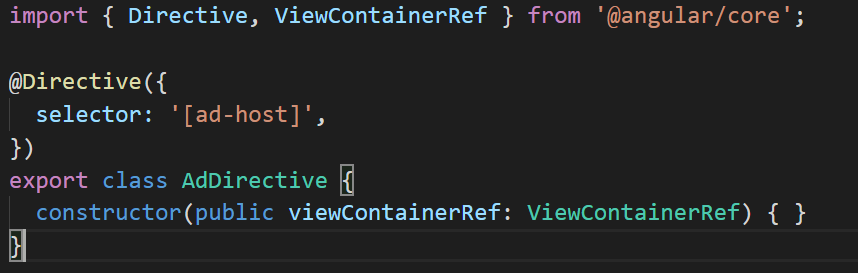 import { Directive, ViewContainerRef } from '@angular/core';
@Directive({
selector: '[ad-host]',
})
export class AdDirective {
constructor(public viewContainerRef: ViewContainerRef) { }
}